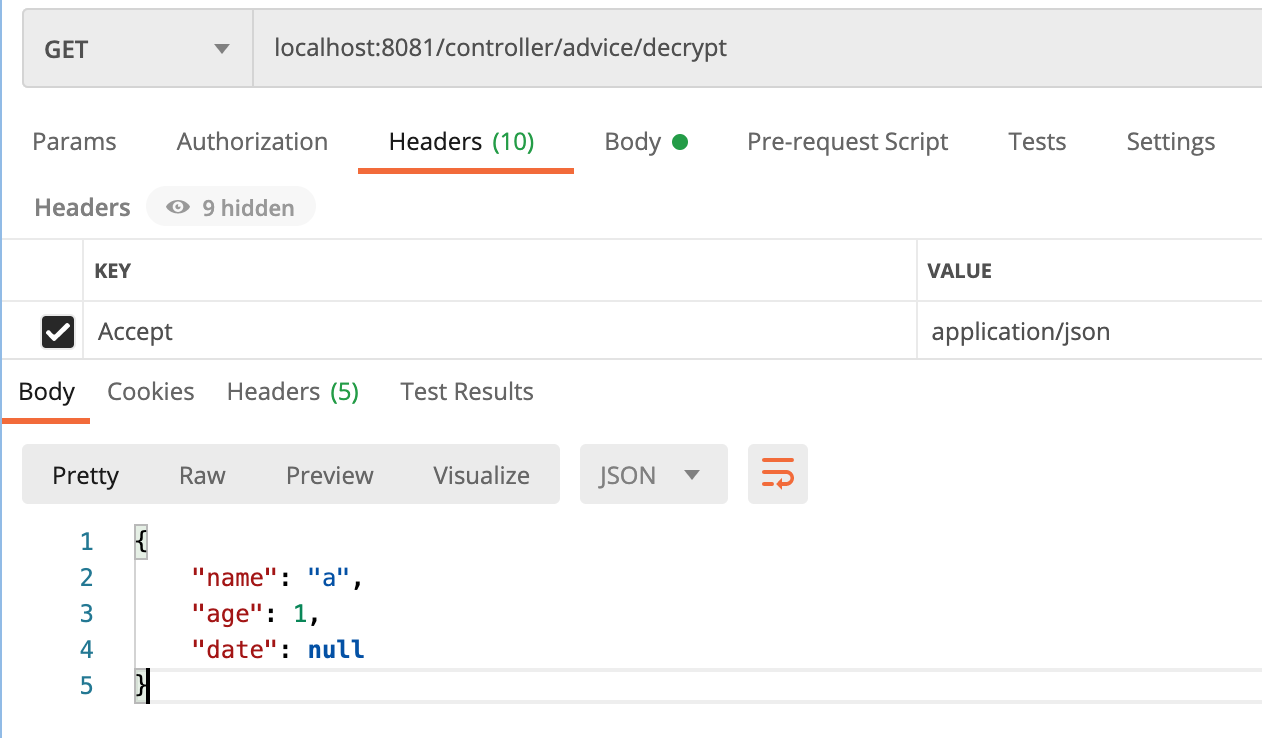 GET localhost:8081/controller/advice/decrypt
Params Authorization Headers (10) Body Pre-request Script Tests Settings
Headers 9 hidden
KEY VALUE
Accept application/json
Body Cookies Headers (5) Test Results
Pretty Raw Preview Visualize JSON
1 {
2 "name": "a",
3 "age": 1,
4 "date": null
5 }